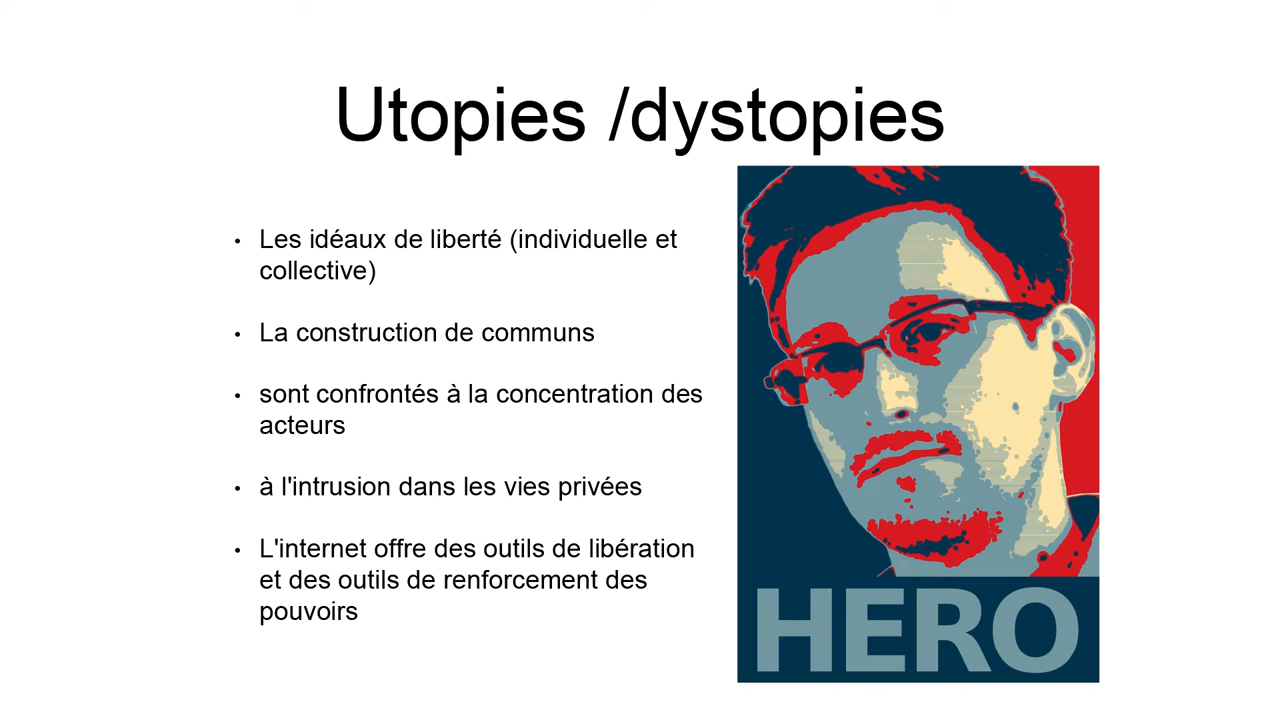 Utopies /dystopies
• Les idéaux de liberté (individuelle et
collective)
• La construction de communs
• sont confrontés à la concentration des
acteurs
• à l'intrusion dans les vies privées
• L'internet offre des outils de libération
et des outils de renforcement des
pouvoirs
HERO